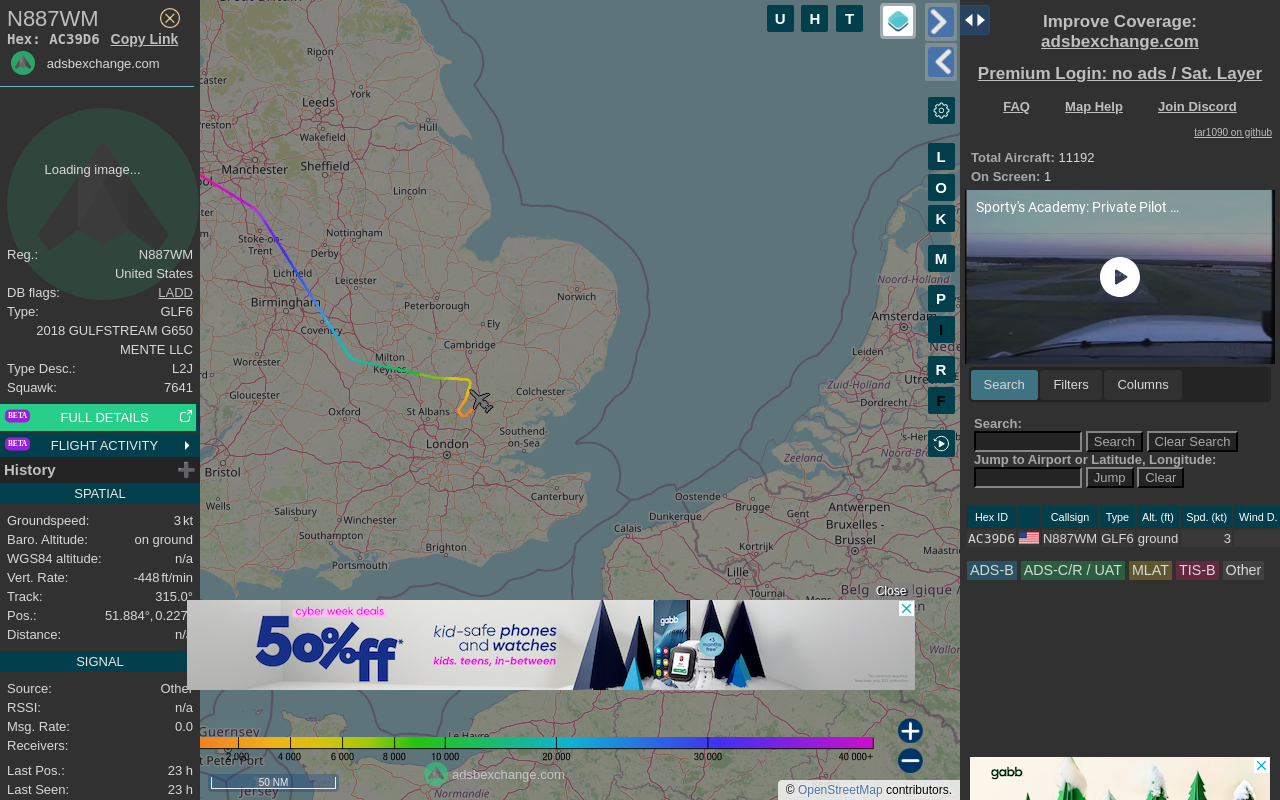 N887WM
Hex: AC39D6 Copy Link
adsbexchange.com
Loading image...
Reg.: N887WM
United States
DB flags: LADD
Type: GLF6
2018 GULFSTREAM G650
MENTE LLC
Type Desc.: L2J
Squawk: 7641
BETA FULL DETAILS
BETA FLIGHT ACTIVITY
History
SPATIAL
Groundspeed: 3 kt
Baro. Altitude: on ground
WGS84 altitude: n/a
Vert. Rate: -448 ft/min
Track: 315.0°
Pos.: 51.884°, 0.227
Distance: n/a
SIGNAL
Source: Other
RSSI: n/a
Msg. Rate: 0.0
Receivers:
Last Pos.: 23 h
Last Seen: 23 h
U H T
L
O
K
M
P
I
R
F
Ripon
York
Leeds
Preston
Hull
Wakefield
Manchester
Sheffield
Lincoln
Stoke-on-
Trent
Nottingham
Derby
Lichfield
Leicester
Norwich
Birmingham
Peterborough
Coventry
Ely
Cambridge
Worcester
Milton
Keynes
Gloucester
Oxford
St Albans
Colchester
London
Southend-
on-Sea
Bristol
Wells
Salisbury
Winchester
Southampton
Canterbury
Brighton
Portsmouth
Noord-Holland
Amsterdam
Leiden
Zuid-Holland
Dordrecht
Zeeland
Oostende
Dunkerque
Calais
Brugge
Gent
Antwerpen
Bruxelles -
Brussel
Kortrijk
Lille
Tournai
Mons
Guernsey
Le Havre
Jersey
Normandie
Close
cyber week deals
50% off*
kid-safe phones
and watches
kids, teens, in-between
gabb
2 000 4 000 6 000 8 000 10 000 20 000 30 000 40 000+
adsbexchange.com
50 NM
© OpenStreetMap contributors.
Improve Coverage:
adsbexchange.com
Premium Login: no ads / Sat. Layer
FAQ Map Help Join Discord
tar1090 on github
Total Aircraft: 11192
On Screen: 1
Sporty's Academy: Private Pilot ...
Search Filters Columns
Search:
Search Clear Search
Jump to Airport or Latitude, Longitude:
Jump Clear
Hex ID Callsign Type Alt. (ft) Spd. (kt) Wind D.
AC39D6 N887WM GLF6 ground 3
ADS-B ADS-C/R / UAT MLAT TIS-B Other
gabb